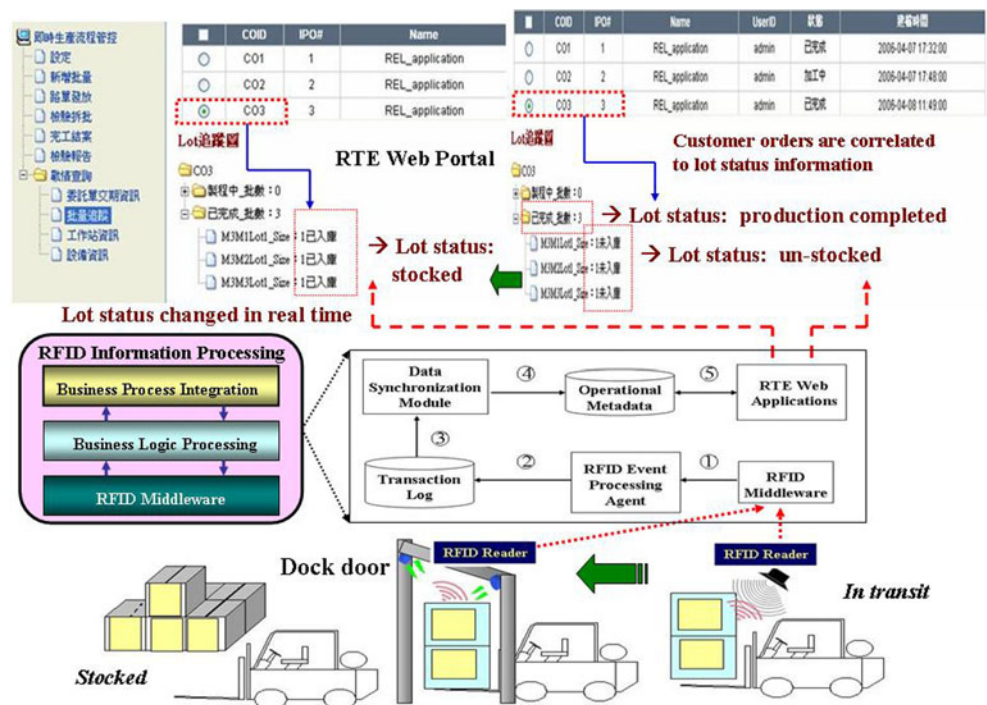 即時生產流程管控
設定
新增批量
路單發放
檢驗拆批
完工結案
檢驗報告
戰情查詢
委託單交期資訊
批量追蹤
工作站資訊
設備資訊
COID IPO# Name
CO1 1 REL_application
CO2 2 REL_application
CO3 3 REL_application
Lot追蹤圖
CO3
製程中_批數：0
已完成_批數：3
M3M1Lot1_Size：1已入庫
M3M2Lot1_Size：1已入庫
M3M3Lot1_Size：1已入庫
→ Lot status:
stocked
RTE Web Portal
COID IPO# Name UserID 狀態 建檔時間
CO1 1 REL_application admin 已完成 2006-04-07 17:32:00
CO2 2 REL_application admin 加工中 2006-04-07 17:48:00
CO3 3 REL_application admin 已完成 2006-04-08 11:49:00
Lot追蹤圖
Customer orders are correlated
to lot status information
CO3
製程中_批數：0
已完成_批數：3
M3M1Lot1_Size：1未入庫
M3M2Lot1_Size：1未入庫
M3M3Lot1_Size：1未入庫
→ Lot status: production completed
→ Lot status: un-stocked
Lot status changed in real time
RFID Information Processing
Business Process Integration
Business Logic Processing
RFID Middleware
Data
Synchronization
Module
④
Operational
Metadata
⑤
RTE Web
Applications
③
Transaction
Log
②
RFID Event
Processing
Agent
①
RFID
Middleware
Dock door
RFID Reader
RFID Reader
In transit
Stocked